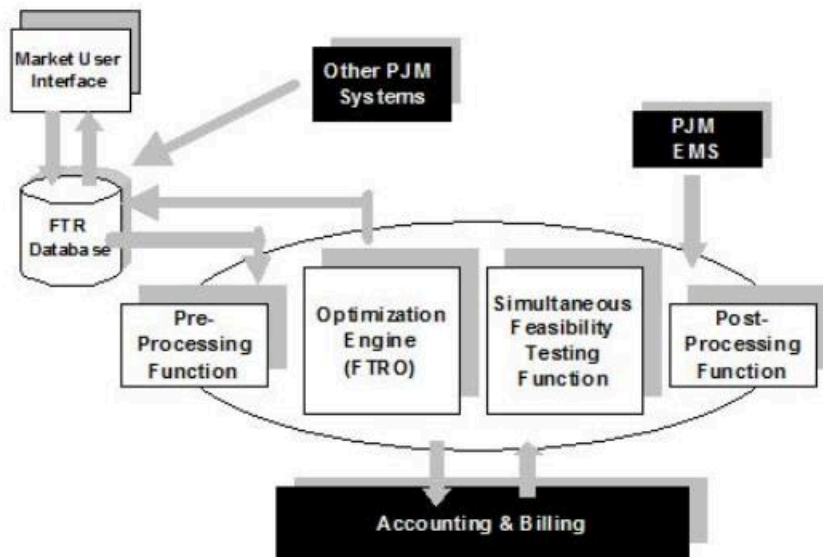 Market User
Interface
Other PJM
Systems
PJM
EMS
FTR
Database
Pre-
Processing
Function
Optimization
Engine
(FTRO)
Simultaneous
Feasibility
Testing
Function
Post-
Processing
Function
Accounting & Billing